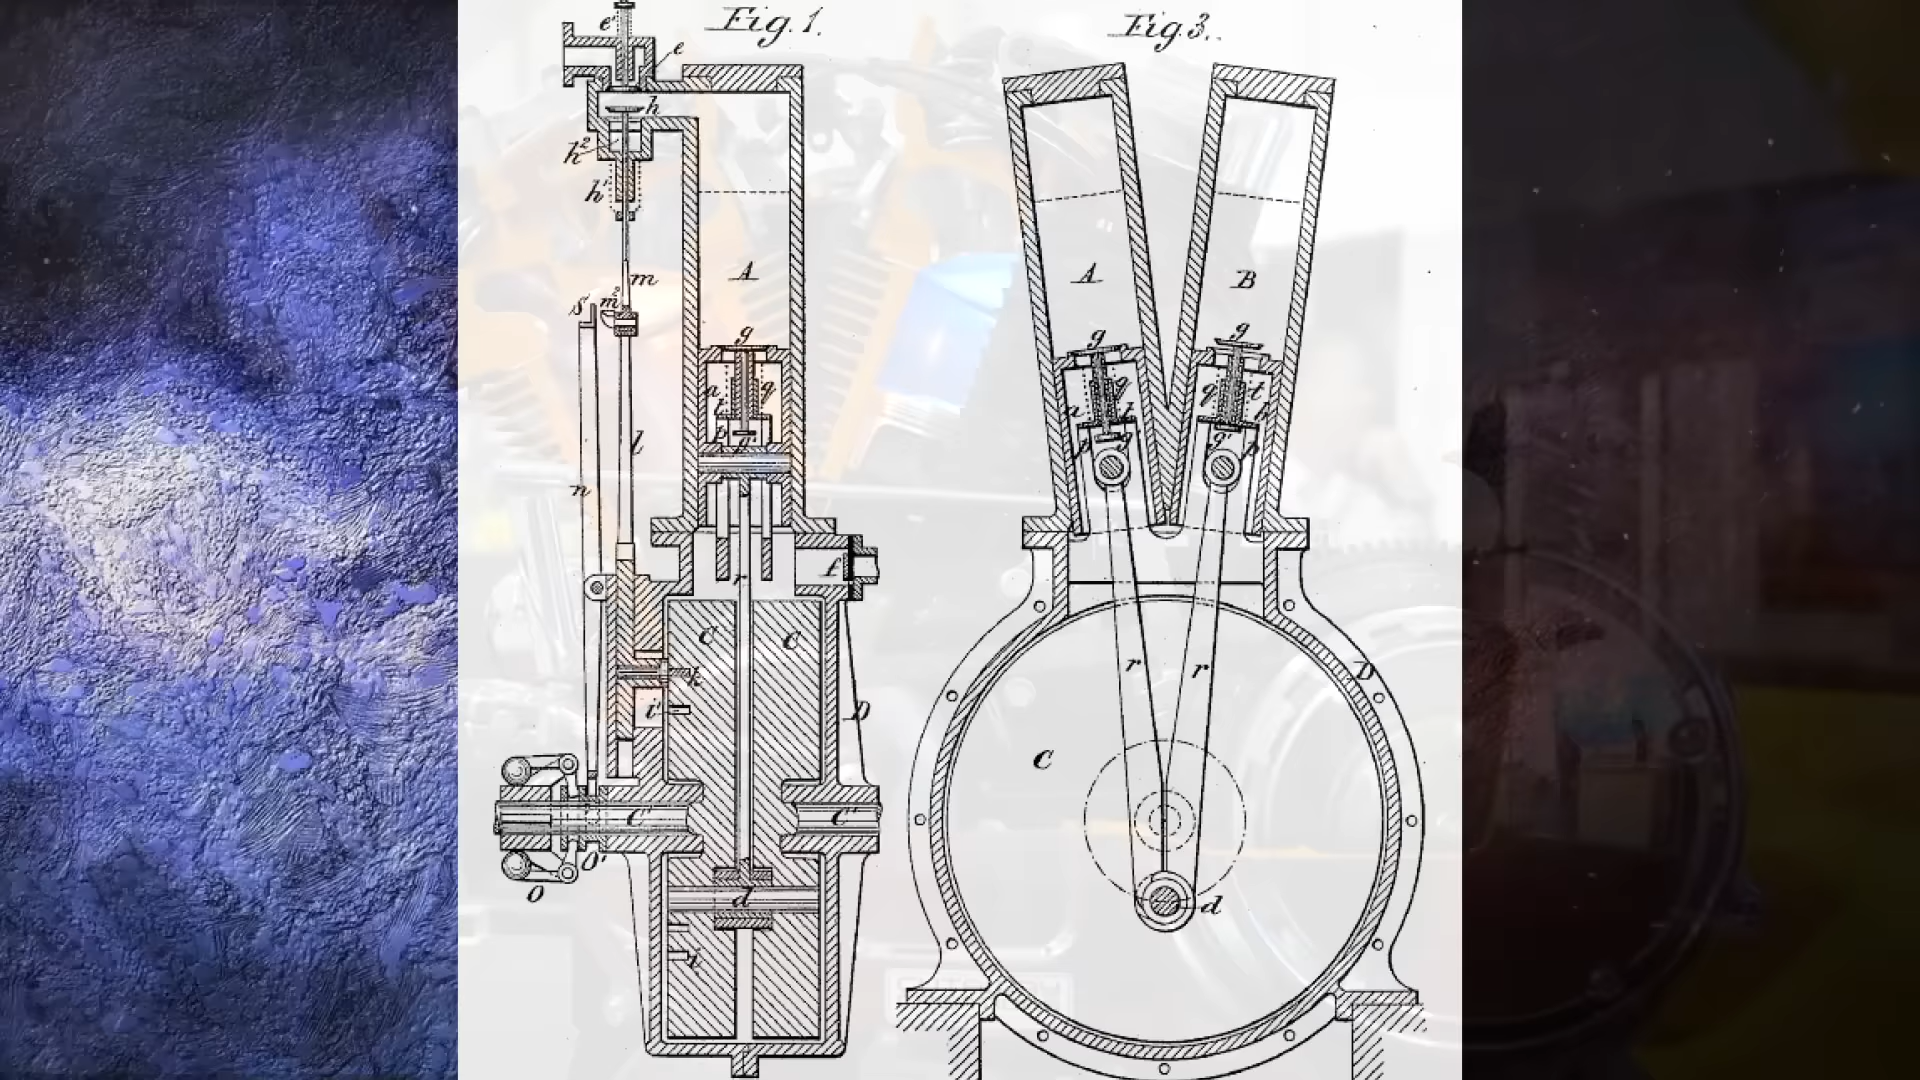 Fig. 1.
Fig. 3.
e'
e
h
h²
h'
A
A
B
m
S
m²
g
g
g
a
q
g
q
t
t
l
p
g'
g'
n
r
f
C
C
r
r
D
k
i'
D
C
C'
C'
O'
O
d
d
i